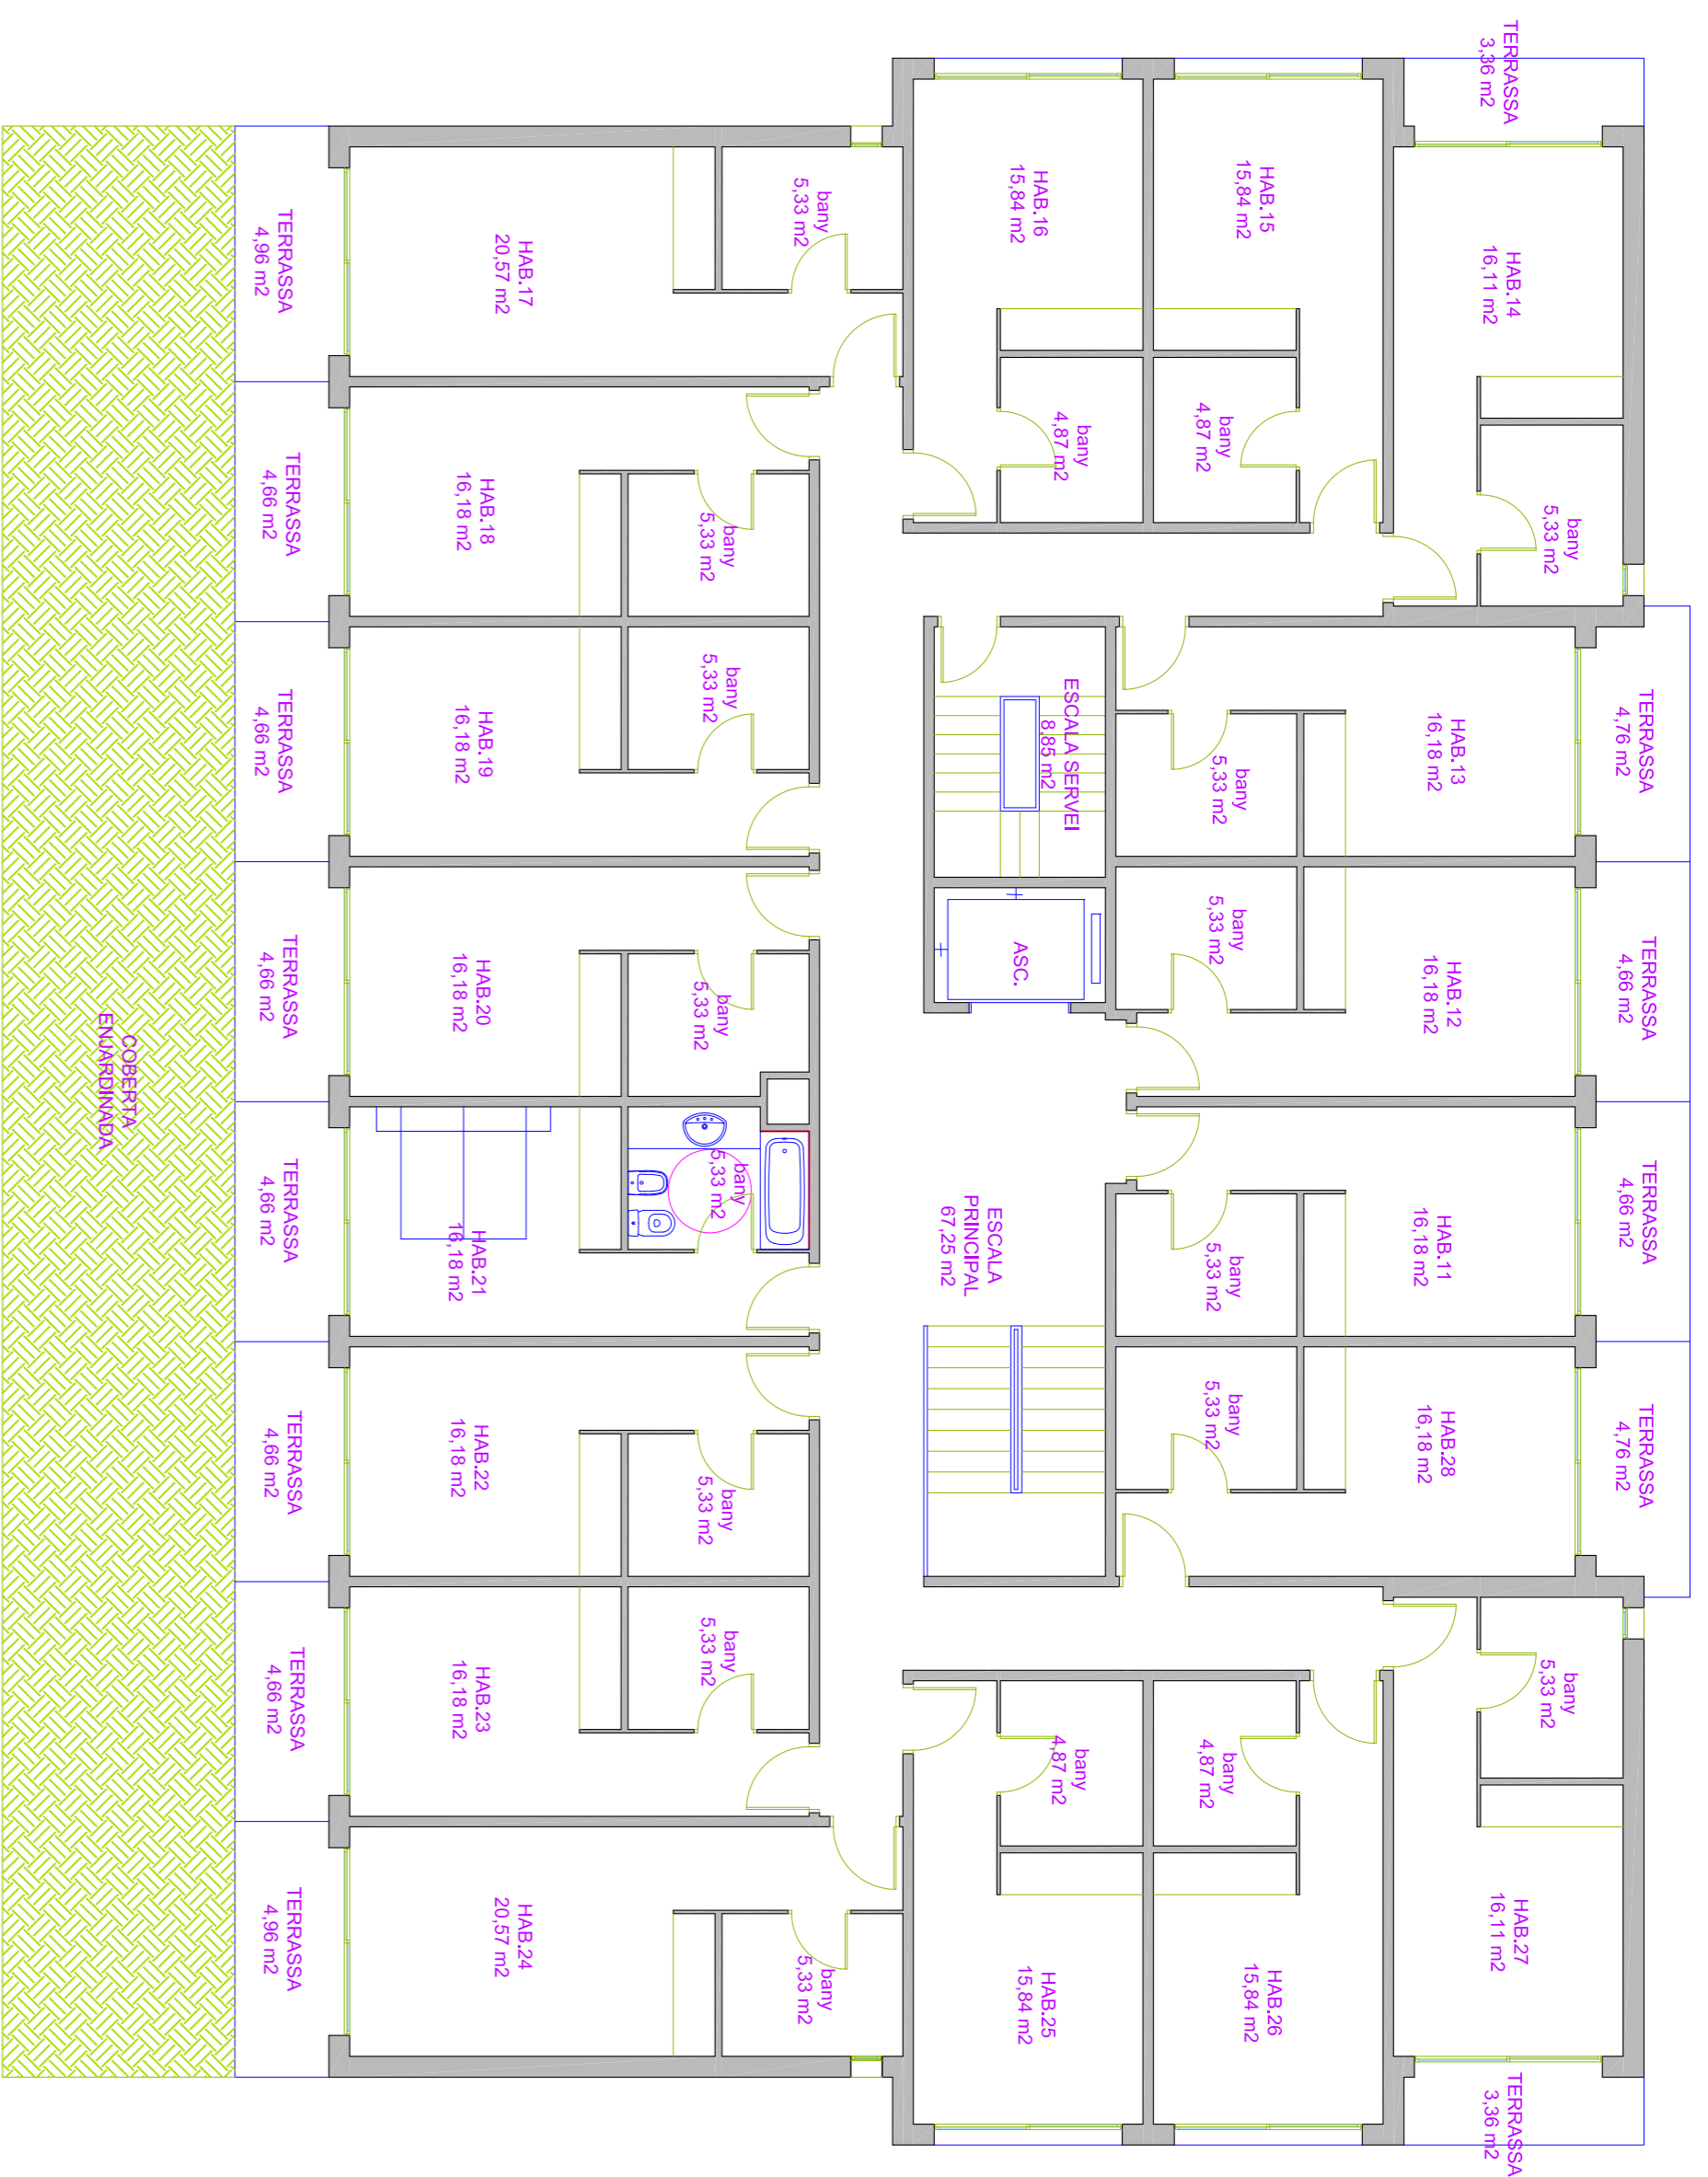 TERRASSA
4,76 m2
TERRASSA
4,66 m2
TERRASSA
4,66 m2
TERRASSA
4,76 m2
TERRASSA
3,36 m2
HAB.14
16,11 m2
bany
5,33 m2
bany
5,33 m2
HAB.27
16,11 m2
TERRASSA
3,36 m2
HAB.13
16,18 m2
HAB.12
16,18 m2
HAB.11
16,18 m2
HAB.28
16,18 m2
HAB.15
15,84 m2
bany
4,87 m2
bany
5,33 m2
bany
5,33 m2
bany
5,33 m2
bany
5,33 m2
bany
4,87 m2
HAB.26
15,84 m2
HAB.16
15,84 m2
bany
4,87 m2
ESCALA SERVEI
8,85 m2
ASC.
ESCALA
PRINCIPAL
67,25 m2
bany
4,87 m2
HAB.25
15,84 m2
bany
5,33 m2
bany
5,33 m2
bany
5,33 m2
bany
5,33 m2
bany
5,33 m2
bany
5,33 m2
bany
5,33 m2
bany
5,33 m2
HAB.17
20,57 m2
HAB.18
16,18 m2
HAB.19
16,18 m2
HAB.20
16,18 m2
HAB.21
16,18 m2
HAB.22
16,18 m2
HAB.23
16,18 m2
HAB.24
20,57 m2
TERRASSA
4,96 m2
TERRASSA
4,66 m2
TERRASSA
4,66 m2
TERRASSA
4,66 m2
TERRASSA
4,66 m2
TERRASSA
4,66 m2
TERRASSA
4,66 m2
TERRASSA
4,96 m2
COBERTA
ENJARDINADA